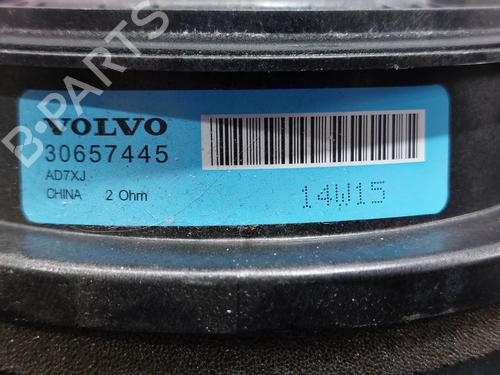 B-PARTS
VOLVO
30657445
AD7XJ
CHINA 2 Ohm
14W15